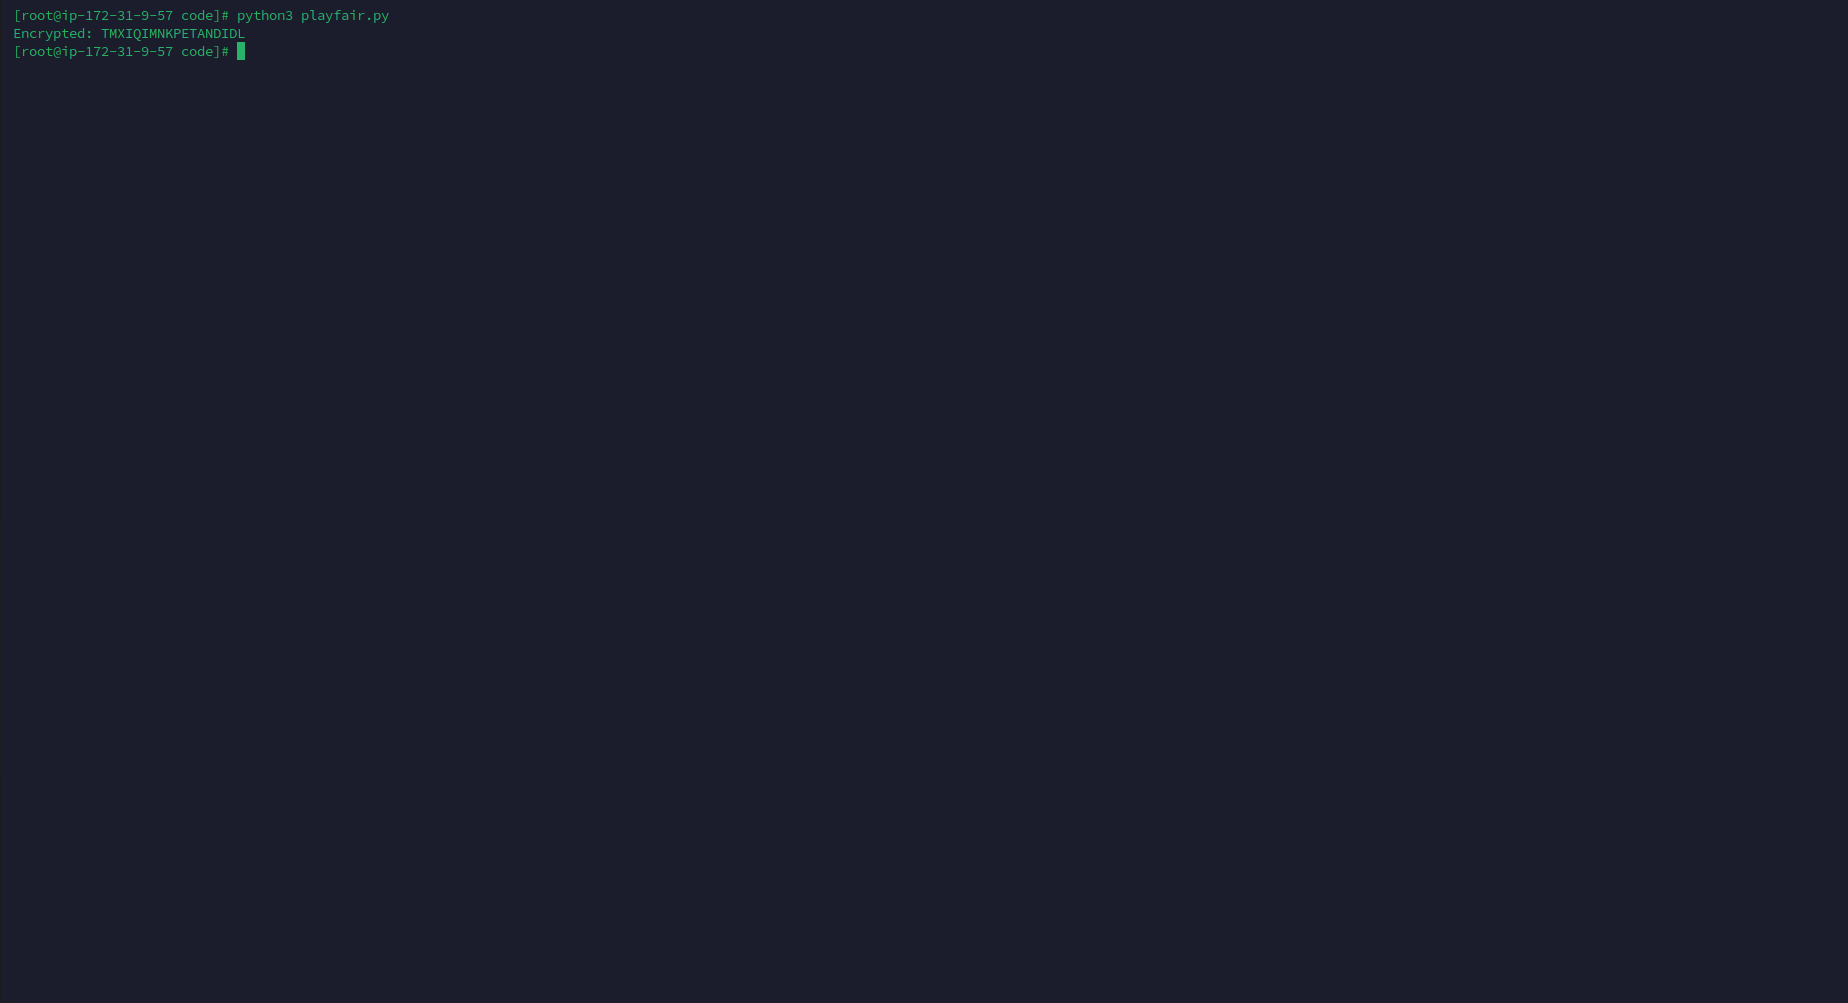 [root@ip-172-31-9-57 code]# python3 playfair.py
Encrypted: TMXIQIMNKPETANDIDL
[root@ip-172-31-9-57 code]#